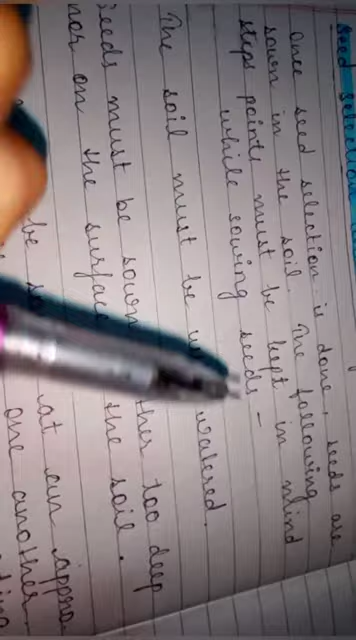 Seed selection
Once seed selection is done, seeds are
sown in the soil. The following
steps points must be kept in mind
while sowing seeds -
The soil must be watered.
Seeds must be sown too deep
nor on the surface the soil.
be at an
one another